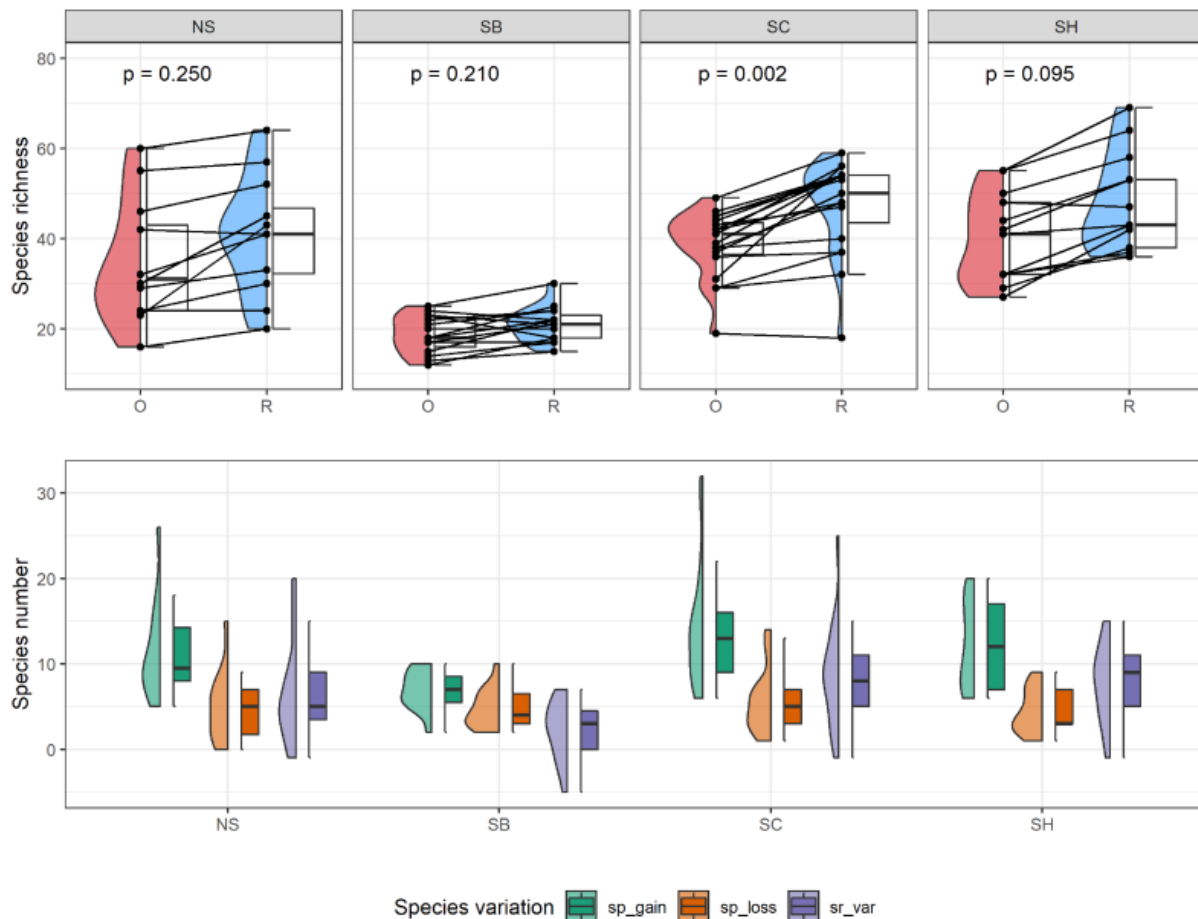 NS SB SC SH
80
p = 0.250 p = 0.210 p = 0.002 p = 0.095
60
Species richness
40
20
O R O R O R O R
30
20
Species number
10
0
NS SB SC SH
Species variation sp_gain sp_loss sr_var